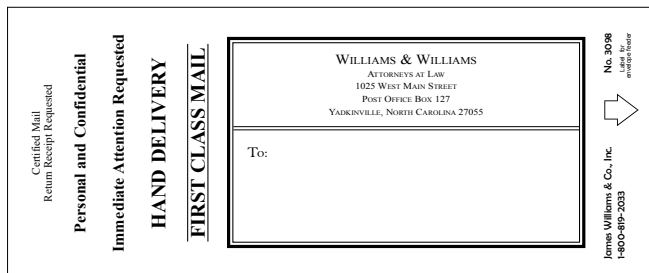 Certified Mail
Return Receipt Requested
Personal and Confidential
Immediate Attention Requested
HAND DELIVERY
FIRST CLASS MAIL
WILLIAMS & WILLIAMS
ATTORNEYS AT LAW
1025 WEST MAIN STREET
POST OFFICE BOX 127
YADKINVILLE, NORTH CAROLINA 27055
To:
No. 3098
Label for
envelope feeder
James Williams & Co., Inc.
1-800-819-2033